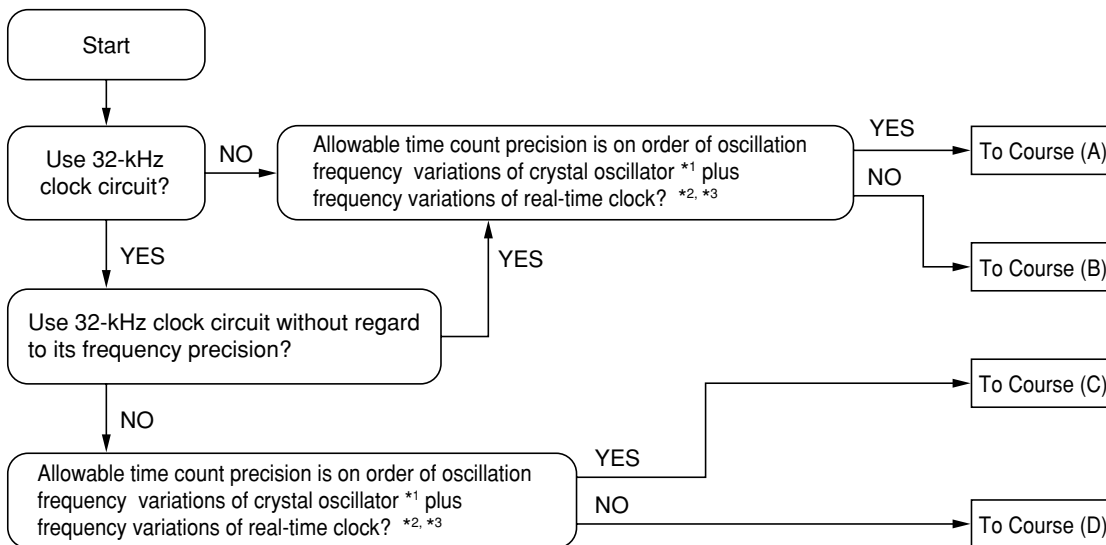 Start
Use 32-kHz
clock circuit?
NO
YES
Allowable time count precision is on order of oscillation
frequency variations of crystal oscillator *1 plus
frequency variations of real-time clock? *2, *3
YES
To Course (A)
NO
To Course (B)
YES
Use 32-kHz clock circuit without regard
to its frequency precision?
NO
Allowable time count precision is on order of oscillation
frequency variations of crystal oscillator *1 plus
frequency variations of real-time clock? *2, *3
YES
To Course (C)
NO
To Course (D)